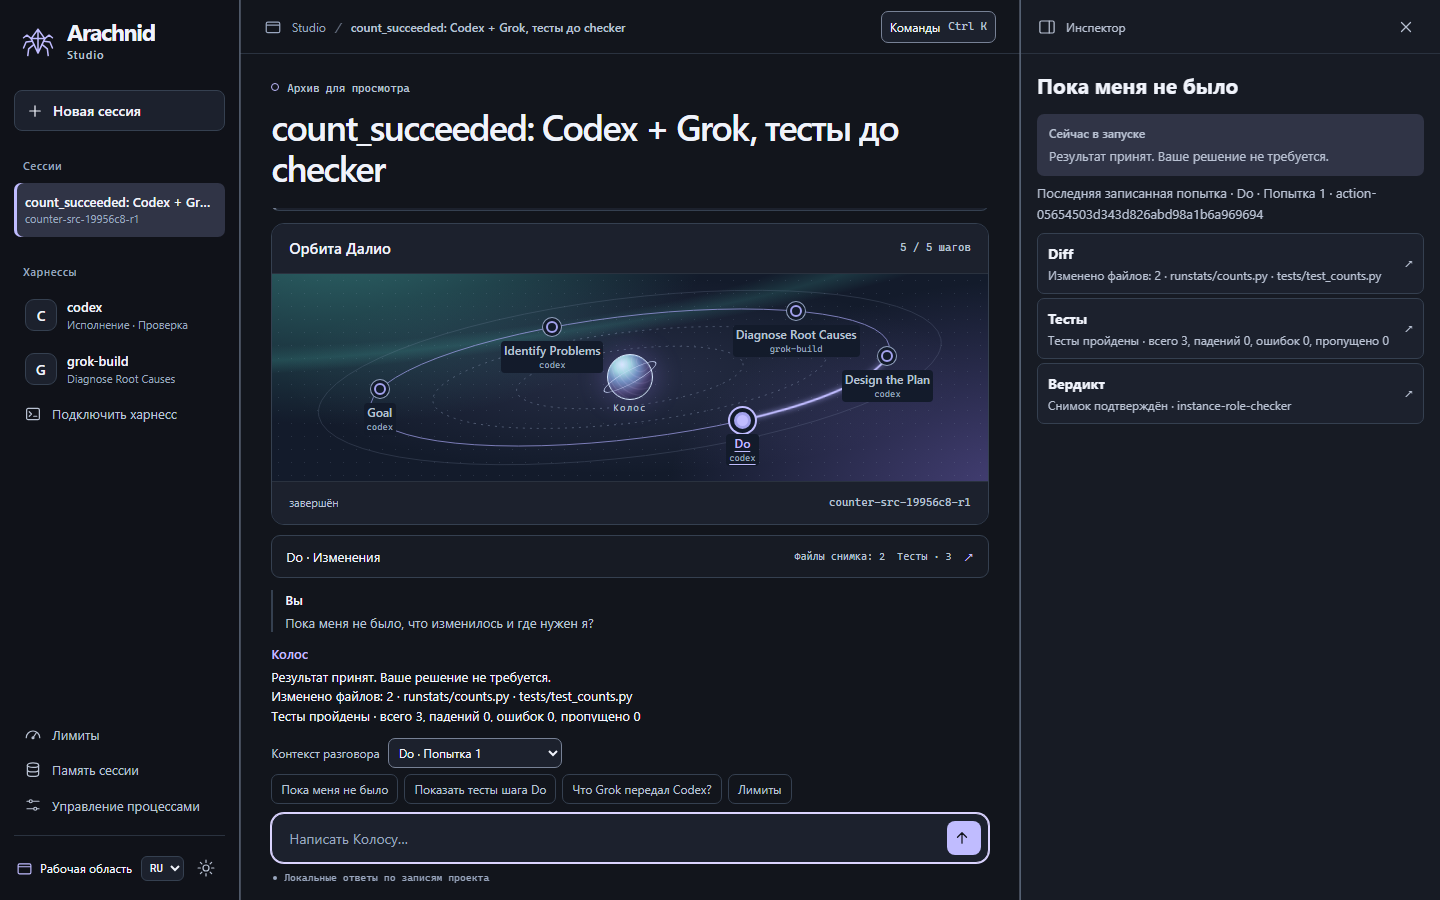 Arachnid
Studio
Новая сессия
Сессии
count_succeeded: Codex + Gr...
counter-src-19956c8-r1
Харнессы
C
codex
Исполнение · Проверка
G
grok-build
Diagnose Root Causes
Подключить харнесс
Лимиты
Память сессии
Управление процессами
Рабочая область
RU
Studio / count_succeeded: Codex + Grok, тесты до checker
Команды Ctrl K
Архив для просмотра
count_succeeded: Codex + Grok, тесты до
checker
Орбита Далио
5 / 5 шагов
Identify Problems
codex
Diagnose Root Causes
grok-build
Design the Plan
codex
Колос
Goal
codex
Do
codex
завершён
counter-src-19956c8-r1
Do · Изменения
Файлы снимка: 2 Тесты · 3 ↗
Вы
Пока меня не было, что изменилось и где нужен я?
Колос
Результат принят. Ваше решение не требуется.
Изменено файлов: 2 · runstats/counts.py · tests/test_counts.py
Тесты пройдены · всего 3, падений 0, ошибок 0, пропущено 0
Контекст разговора
Do · Попытка 1
Пока меня не было
Показать тесты шага Do
Что Grok передал Codex?
Лимиты
Написать Колосу...
• Локальные ответы по записям проекта
Инспектор
Пока меня не было
Сейчас в запуске
Результат принят. Ваше решение не требуется.
Последняя записанная попытка · Do · Попытка 1 · action-
05654503d343d826abd98a1b6a969694
Diff
Изменено файлов: 2 · runstats/counts.py · tests/test_counts.py
↗
Тесты
Тесты пройдены · всего 3, падений 0, ошибок 0, пропущено 0
↗
Вердикт
Снимок подтверждён · instance-role-checker
↗